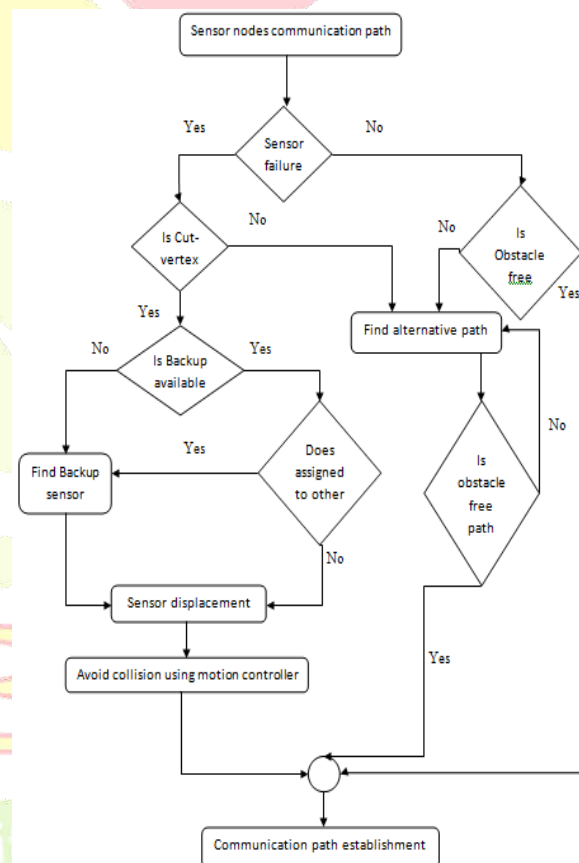 Sensor nodes communication path
Yes
No
Sensor
failure
Is Cut-
vertex
No
No
Is
Obstacle
free
Yes
Yes
Find alternative path
No
Is Backup
available
Yes
No
Find Backup
sensor
Yes
Does
assigned
to other
Is
obstacle
free
path
No
Sensor displacement
Yes
Avoid collision using motion controller
Communication path establishment